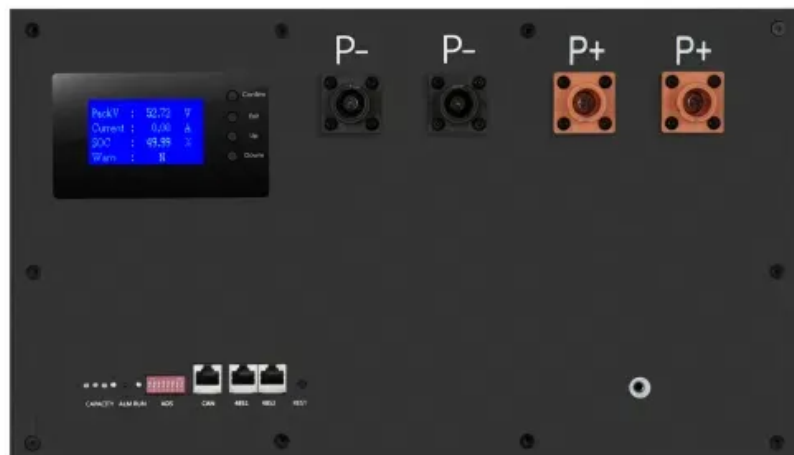 P- P- P+ P+
Confirm
Exit
Up
Down
PackV : 52.72 V
Current : 0.00 A
SOC : 49.99 %
Warn : N
CAPACITY ALM RUN ADS CAN